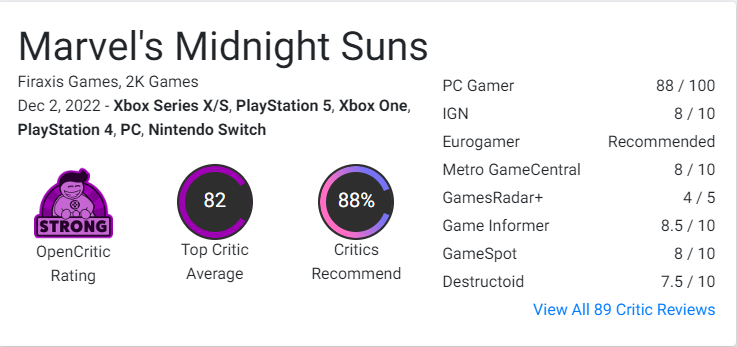 Marvel's Midnight Suns
Firaxis Games, 2K Games
Dec 2, 2022 - Xbox Series X/S, PlayStation 5, Xbox One,
PlayStation 4, PC, Nintendo Switch
STRONG
OpenCritic
Rating
82
Top Critic
Average
88%
Critics
Recommend
PC Gamer 88 / 100
IGN 8 / 10
Eurogamer Recommended
Metro GameCentral 8 / 10
GamesRadar+ 4 / 5
Game Informer 8.5 / 10
GameSpot 8 / 10
Destructoid 7.5 / 10
View All 89 Critic Reviews